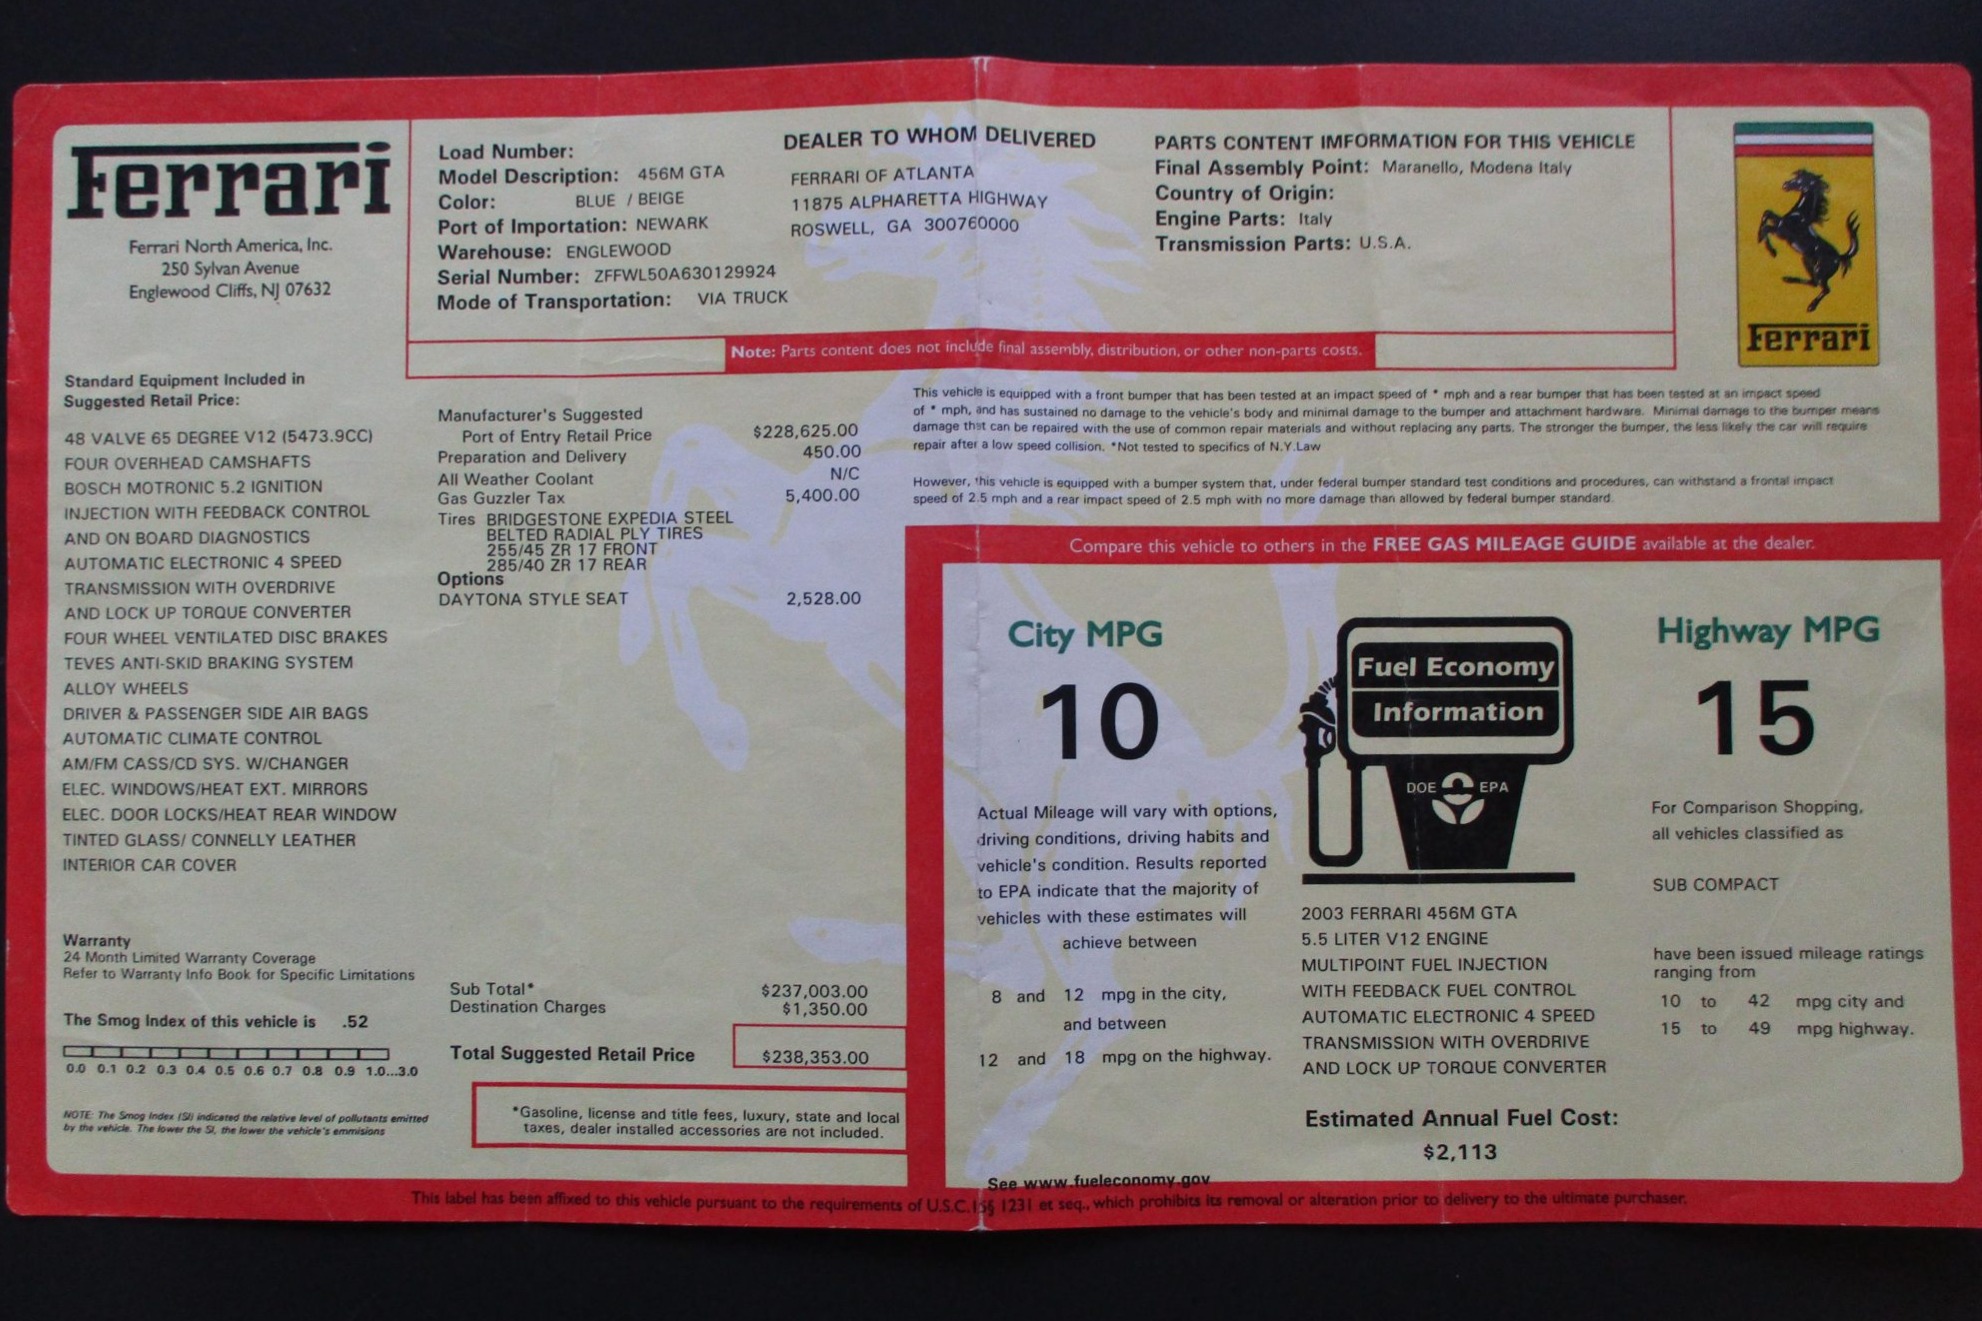 Ferrari
Ferrari North America, Inc.
250 Sylvan Avenue
Englewood Cliffs, NJ 07632
Load Number:
Model Description: 456M GTA
Color: BLUE / BEIGE
Port of Importation: NEWARK
Warehouse: ENGLEWOOD
Serial Number: ZFFWL50A630129924
Mode of Transportation: VIA TRUCK
DEALER TO WHOM DELIVERED
FERRARI OF ATLANTA
11875 ALPHARETTA HIGHWAY
ROSWELL, GA 300760000
PARTS CONTENT IMFORMATION FOR THIS VEHICLE
Final Assembly Point: Maranello, Modena Italy
Country of Origin:
Engine Parts: Italy
Transmission Parts: U.S.A.
Ferrari
Note: Parts content does not include final assembly, distribution, or other non-parts costs.
Standard Equipment Included in
Suggested Retail Price:
48 VALVE 65 DEGREE V12 (5473.9CC)
FOUR OVERHEAD CAMSHAFTS
BOSCH MOTRONIC 5.2 IGNITION
INJECTION WITH FEEDBACK CONTROL
AND ON BOARD DIAGNOSTICS
AUTOMATIC ELECTRONIC 4 SPEED
TRANSMISSION WITH OVERDRIVE
AND LOCK UP TORQUE CONVERTER
FOUR WHEEL VENTILATED DISC BRAKES
TEVES ANTI-SKID BRAKING SYSTEM
ALLOY WHEELS
DRIVER & PASSENGER SIDE AIR BAGS
AUTOMATIC CLIMATE CONTROL
AM/FM CASS/CD SYS. W/CHANGER
ELEC. WINDOWS/HEAT EXT. MIRRORS
ELEC. DOOR LOCKS/HEAT REAR WINDOW
TINTED GLASS/ CONNELLY LEATHER
INTERIOR CAR COVER
Warranty
24 Month Limited Warranty Coverage
Refer to Warranty Info Book for Specific Limitations
The Smog Index of this vehicle is .52
0.0 0.1 0.2 0.3 0.4 0.5 0.6 0.7 0.8 0.9 1.0...3.0
NOTE: The Smog Index (SI) indicated the relative level of pollutants emitted
by the vehicle. The lower the SI, the lower the vehicle's emmisions
Manufacturer's Suggested
Port of Entry Retail Price $228,625.00
Preparation and Delivery 450.00
All Weather Coolant N/C
Gas Guzzler Tax 5,400.00
Tires BRIDGESTONE EXPEDIA STEEL
BELTED RADIAL PLY TIRES
255/45 ZR 17 FRONT
285/40 ZR 17 REAR
Options
DAYTONA STYLE SEAT 2,528.00
Sub Total* $237,003.00
Destination Charges $1,350.00
Total Suggested Retail Price $238,353.00
*Gasoline, license and title fees, luxury, state and local
taxes, dealer installed accessories are not included.
This vehicle is equipped with a front bumper that has been tested at an impact speed of * mph and a rear bumper that has been tested at an impact speed
of * mph, and has sustained no damage to the vehicle's body and minimal damage to the bumper and attachment hardware. Minimal damage to the bumper means
damage that can be repaired with the use of common repair materials and without replacing any parts. The stronger the bumper, the less likely the car will require
repair after a low speed collision. *Not tested to specifics of N.Y.Law
However, this vehicle is equipped with a bumper system that, under federal bumper standard test conditions and procedures, can withstand a frontal impact
speed of 2.5 mph and a rear impact speed of 2.5 mph with no more damage than allowed by federal bumper standard.
Compare this vehicle to others in the FREE GAS MILEAGE GUIDE available at the dealer.
City MPG
10
Actual Mileage will vary with options,
driving conditions, driving habits and
vehicle's condition. Results reported
to EPA indicate that the majority of
vehicles with these estimates will
achieve between
8 and 12 mpg in the city,
and between
12 and 18 mpg on the highway.
See www.fueleconomy.gov
Fuel Economy
Information
DOE EPA
2003 FERRARI 456M GTA
5.5 LITER V12 ENGINE
MULTIPOINT FUEL INJECTION
WITH FEEDBACK FUEL CONTROL
AUTOMATIC ELECTRONIC 4 SPEED
TRANSMISSION WITH OVERDRIVE
AND LOCK UP TORQUE CONVERTER
Estimated Annual Fuel Cost:
$2,113
Highway MPG
15
For Comparison Shopping,
all vehicles classified as
SUB COMPACT
have been issued mileage ratings
ranging from
10 to 42 mpg city and
15 to 49 mpg highway.
This label has been affixed to this vehicle pursuant to the requirements of U.S.C. 15§ 1231 et seq., which prohibits its removal or alteration prior to delivery to the ultimate purchaser.